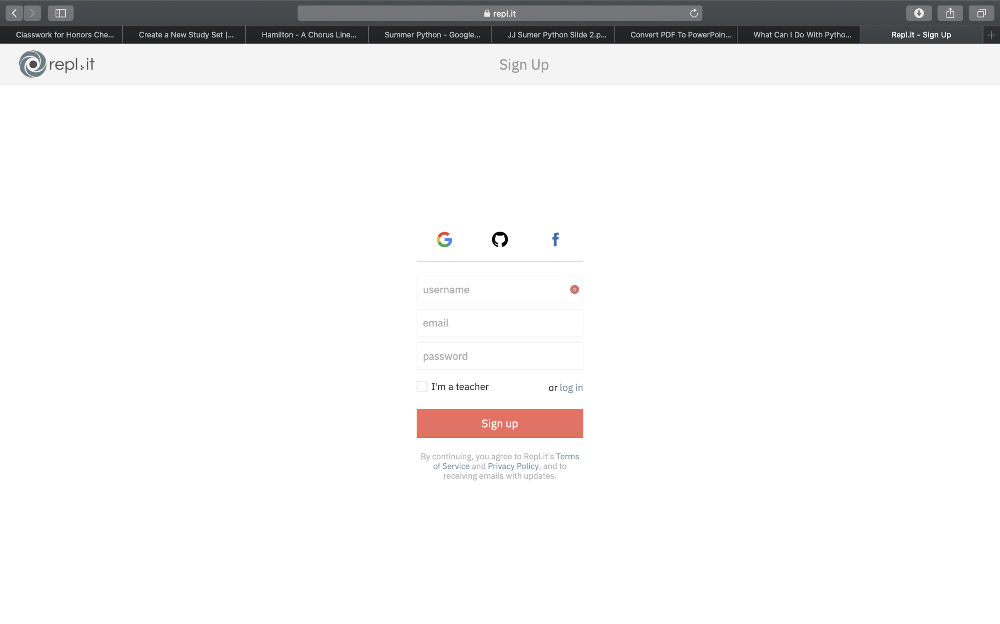 repl.it
Classwork for Honors Che...
Create a New Study Set |...
Hamilton - A Chorus Line...
Summer Python - Google...
JJ Sumer Python Slide 2.p...
Convert PDF To PowerPoin...
What Can I Do With Pytho...
Repl.it - Sign Up
repl.it
Sign Up
username
email
password
I'm a teacher
or log in
Sign up
By continuing, you agree to Repl.it's Terms
of Service and Privacy Policy, and to
receiving emails with updates.